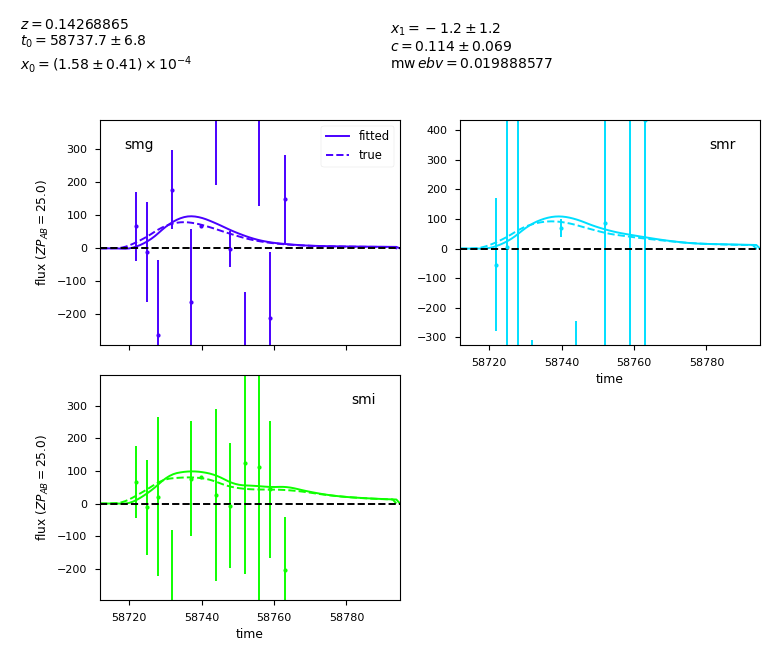 z = 0.14268865
t₀ = 58737.7 ± 6.8
x₀ = (1.58 ± 0.41) × 10⁻⁴
x₁ = −1.2 ± 1.2
c = 0.114 ± 0.069
mw ebv = 0.019888577
smg
fitted
true
300
200
100
0
−100
−200
flux (ZP_AB = 25.0)
smr
400
300
200
100
0
−100
−200
−300
58720 58740 58760 58780
time
smi
300
200
100
0
−100
−200
flux (ZP_AB = 25.0)
58720 58740 58760 58780
time